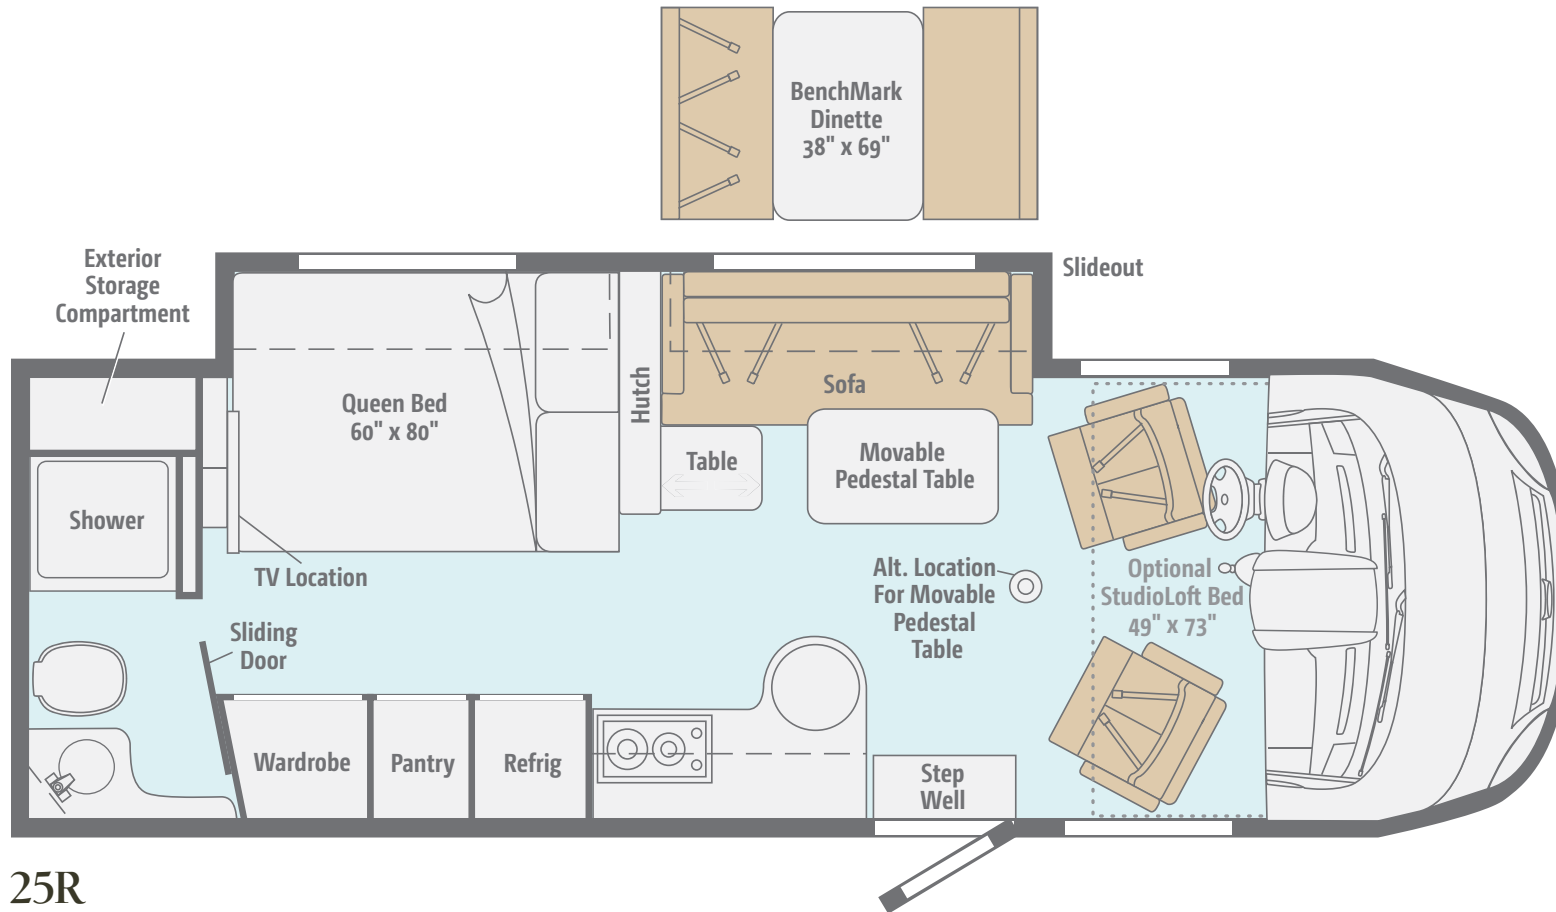 BenchMark
Dinette
38" x 69"
Exterior
Storage
Compartment
Slideout
Queen Bed
60" x 80"
Hutch
Sofa
Table
Movable
Pedestal Table
Shower
TV Location
Alt. Location
For Movable
Pedestal
Table
Optional
StudioLoft Bed
49" x 73"
Sliding
Door
Wardrobe
Pantry
Refrig
Step
Well
25R